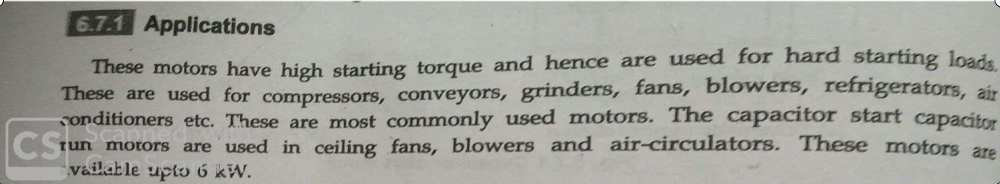 6.7.1 Applications
These motors have high starting torque and hence are used for hard starting loads.
These are used for compressors, conveyors, grinders, fans, blowers, refrigerators, air
conditioners etc. These are most commonly used motors. The capacitor start capacitor
run motors are used in ceiling fans, blowers and air-circulators. These motors are
available upto 6 kW.
CS Scanned with